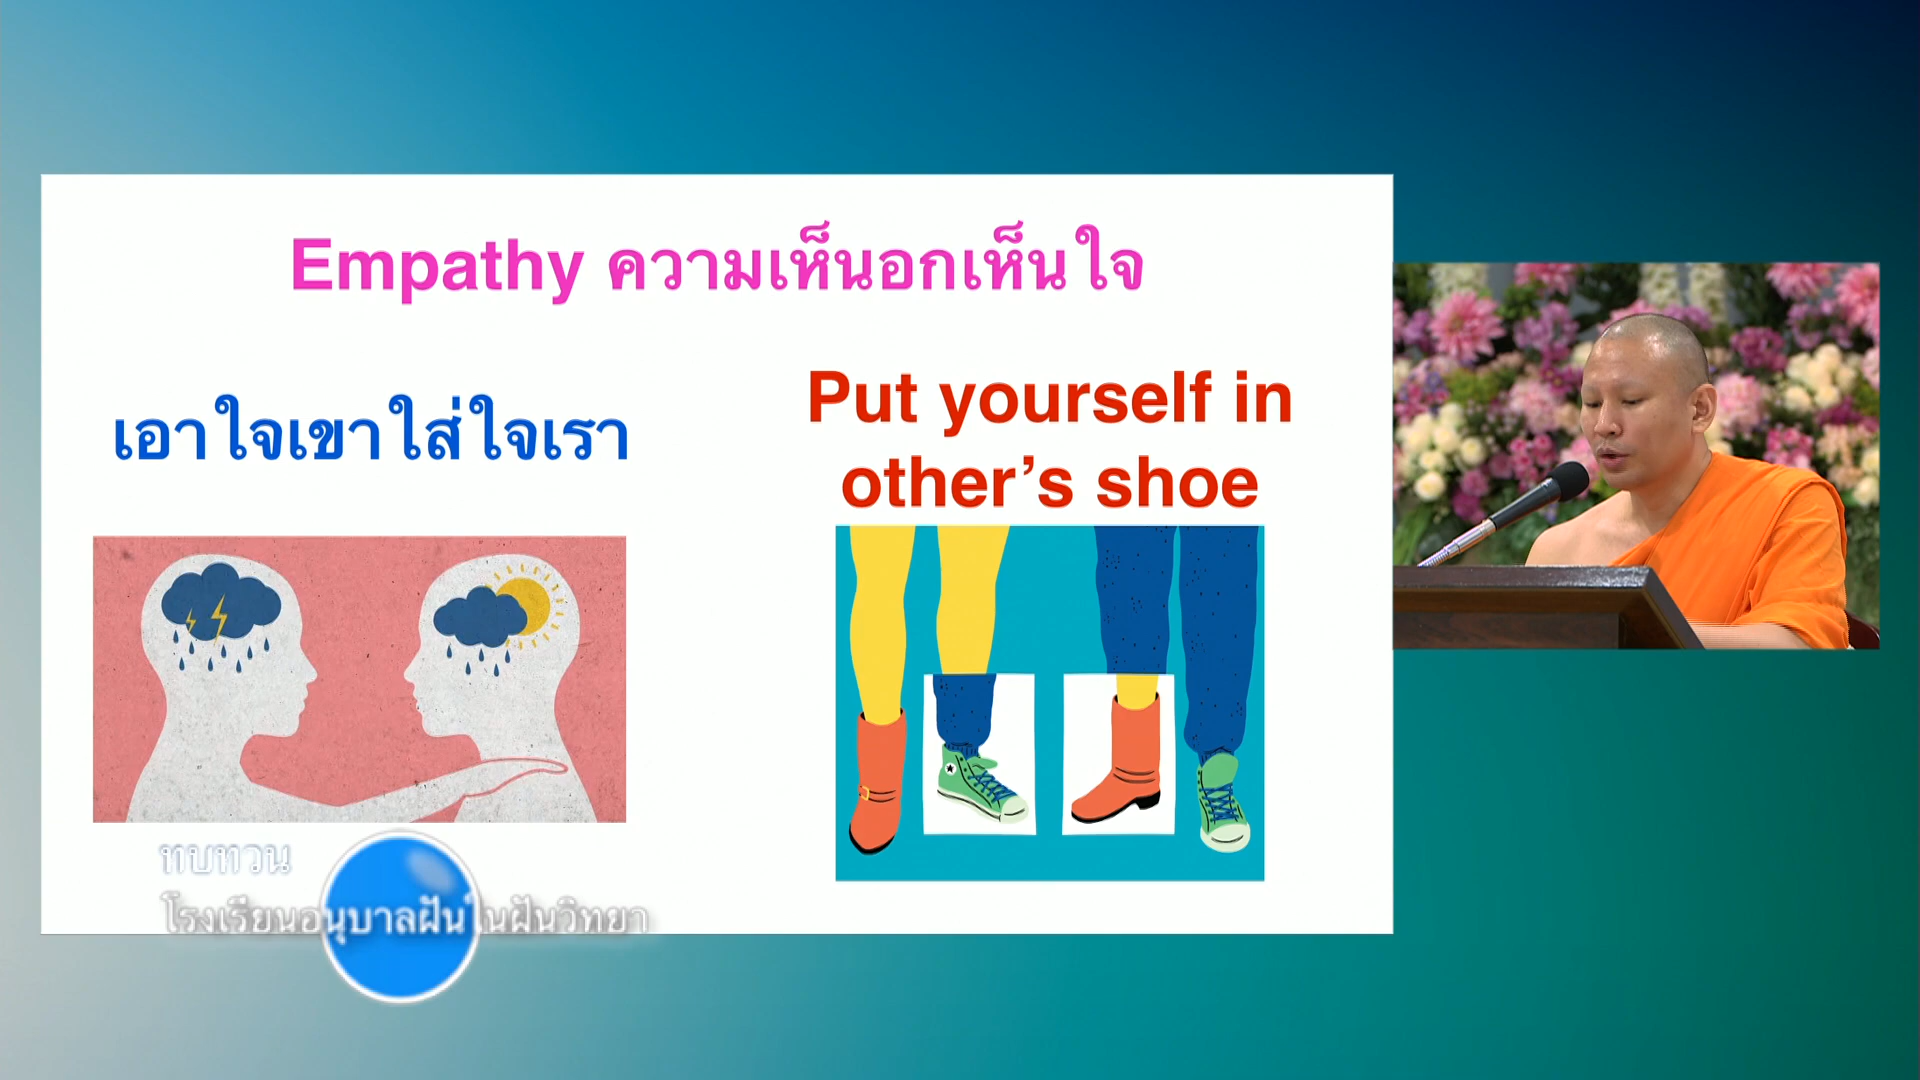 Empathy ความเห็นอกเห็นใจ
เอาใจเขาใส่ใจเรา
Put yourself in
other’s shoe
ทบทวน
โรงเรียนอนุบาลฝันในฝันวิทยา